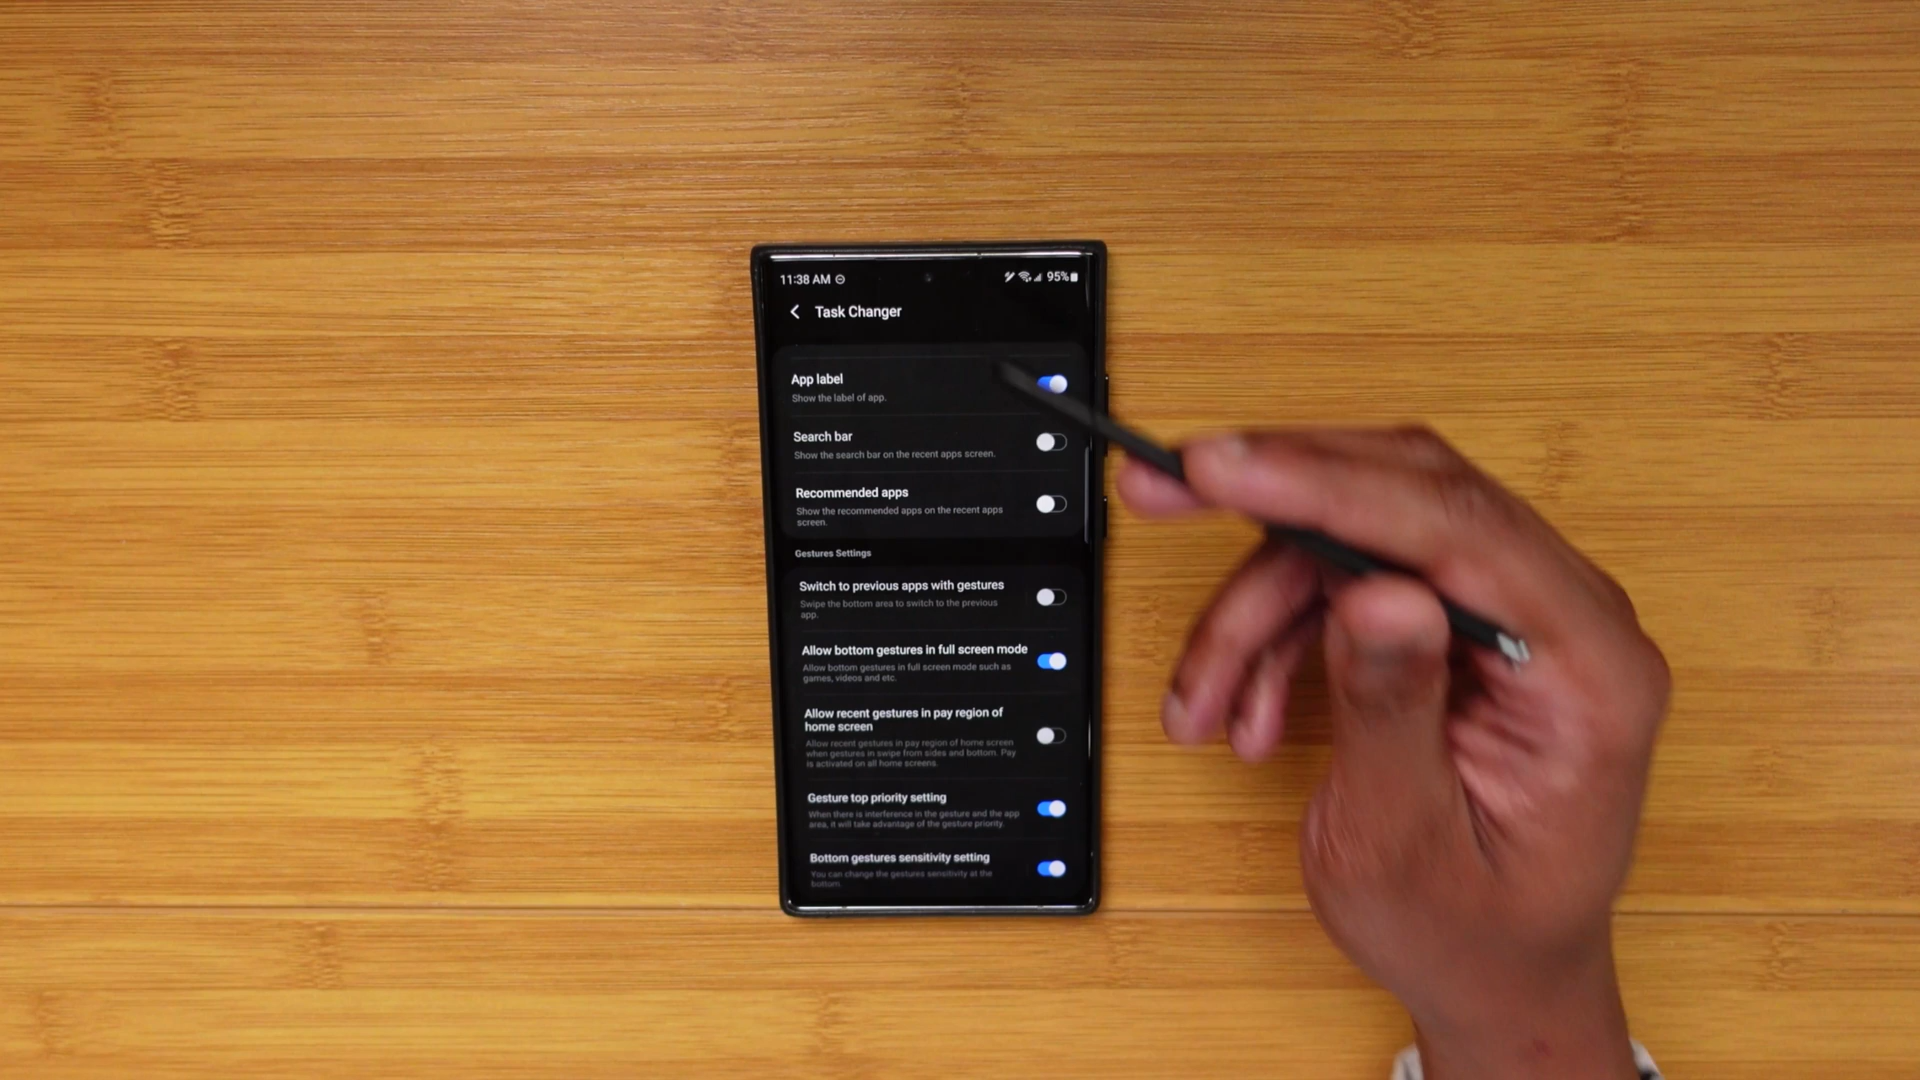 11:38 AM
95%
Task Changer
App label
Show the label of app.
Search bar
Show the search bar on the recent apps screen.
Recommended apps
Show the recommended apps on the recent apps
screen.
Gestures Settings
Switch to previous apps with gestures
Swipe the bottom area to switch to the previous
app.
Allow bottom gestures in full screen mode
Allow bottom gestures in full screen mode such as
games, videos and etc.
Allow recent gestures in pay region of
home screen
Allow recent gestures in pay region of home screen
when gestures in swipe from sides and bottom. Pay
is activated on all home screens.
Gesture top priority setting
When there is interference in the gesture and the app
area, it will take advantage of the gesture priority.
Bottom gestures sensitivity setting
You can change the gestures sensitivity at the
bottom.